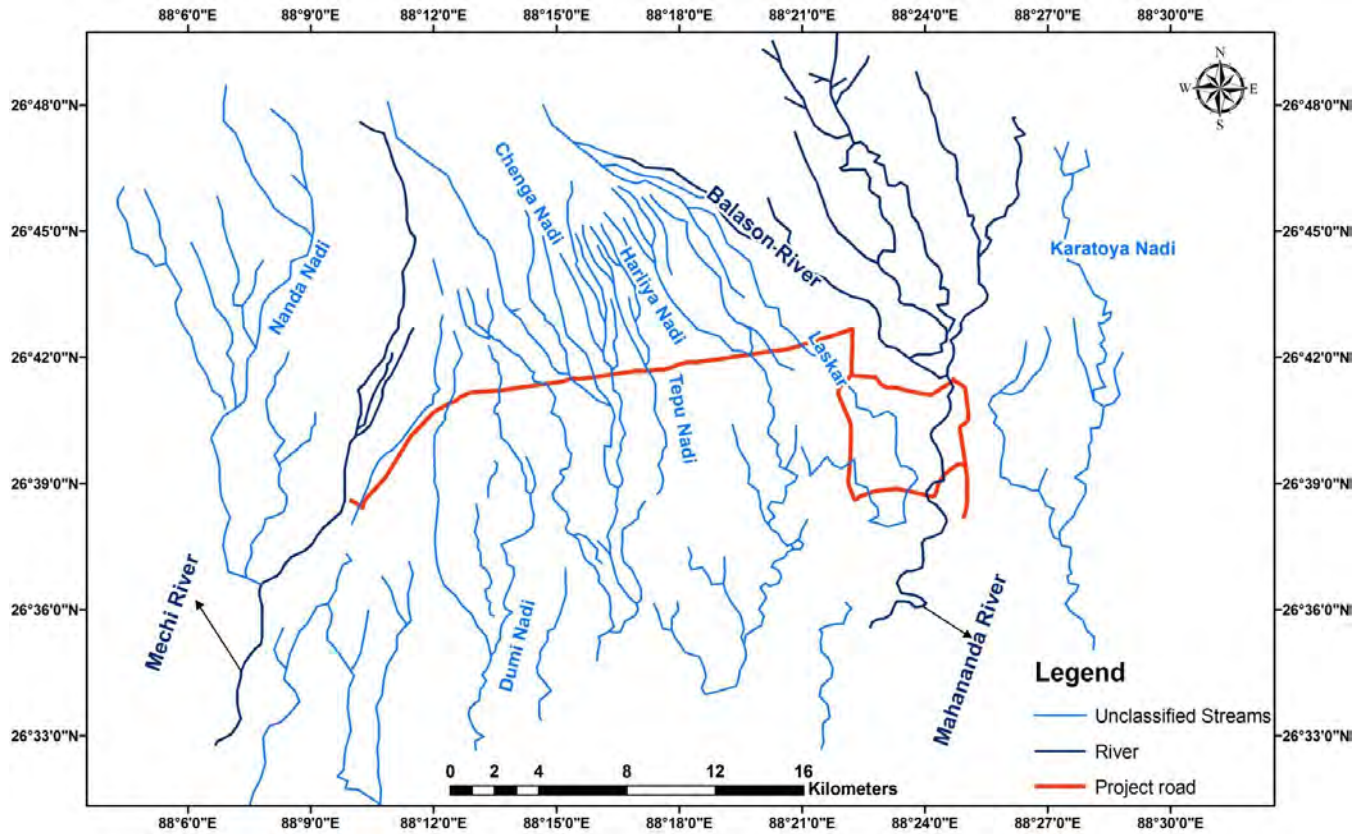 88°6'0"E 88°9'0"E 88°12'0"E 88°15'0"E 88°18'0"E 88°21'0"E 88°24'0"E 88°27'0"E 88°30'0"E
N
W E
S
26°48'0"N 26°48'0"N
Chenga Nadi
Balason River
26°45'0"N 26°45'0"N
Karatoya Nadi
Nanda Nadi
Hariiya Nadi
26°42'0"N 26°42'0"N
Laskar
Tepu Nadi
26°39'0"N 26°39'0"N
Mechi River
26°36'0"N 26°36'0"N
Dumi Nadi
Mahananda River
Legend
Unclassified Streams
26°33'0"N 26°33'0"N
River
Project road
0 2 4 8 12 16
Kilometers
88°6'0"E 88°9'0"E 88°12'0"E 88°15'0"E 88°18'0"E 88°21'0"E 88°24'0"E 88°27'0"E 88°30'0"E